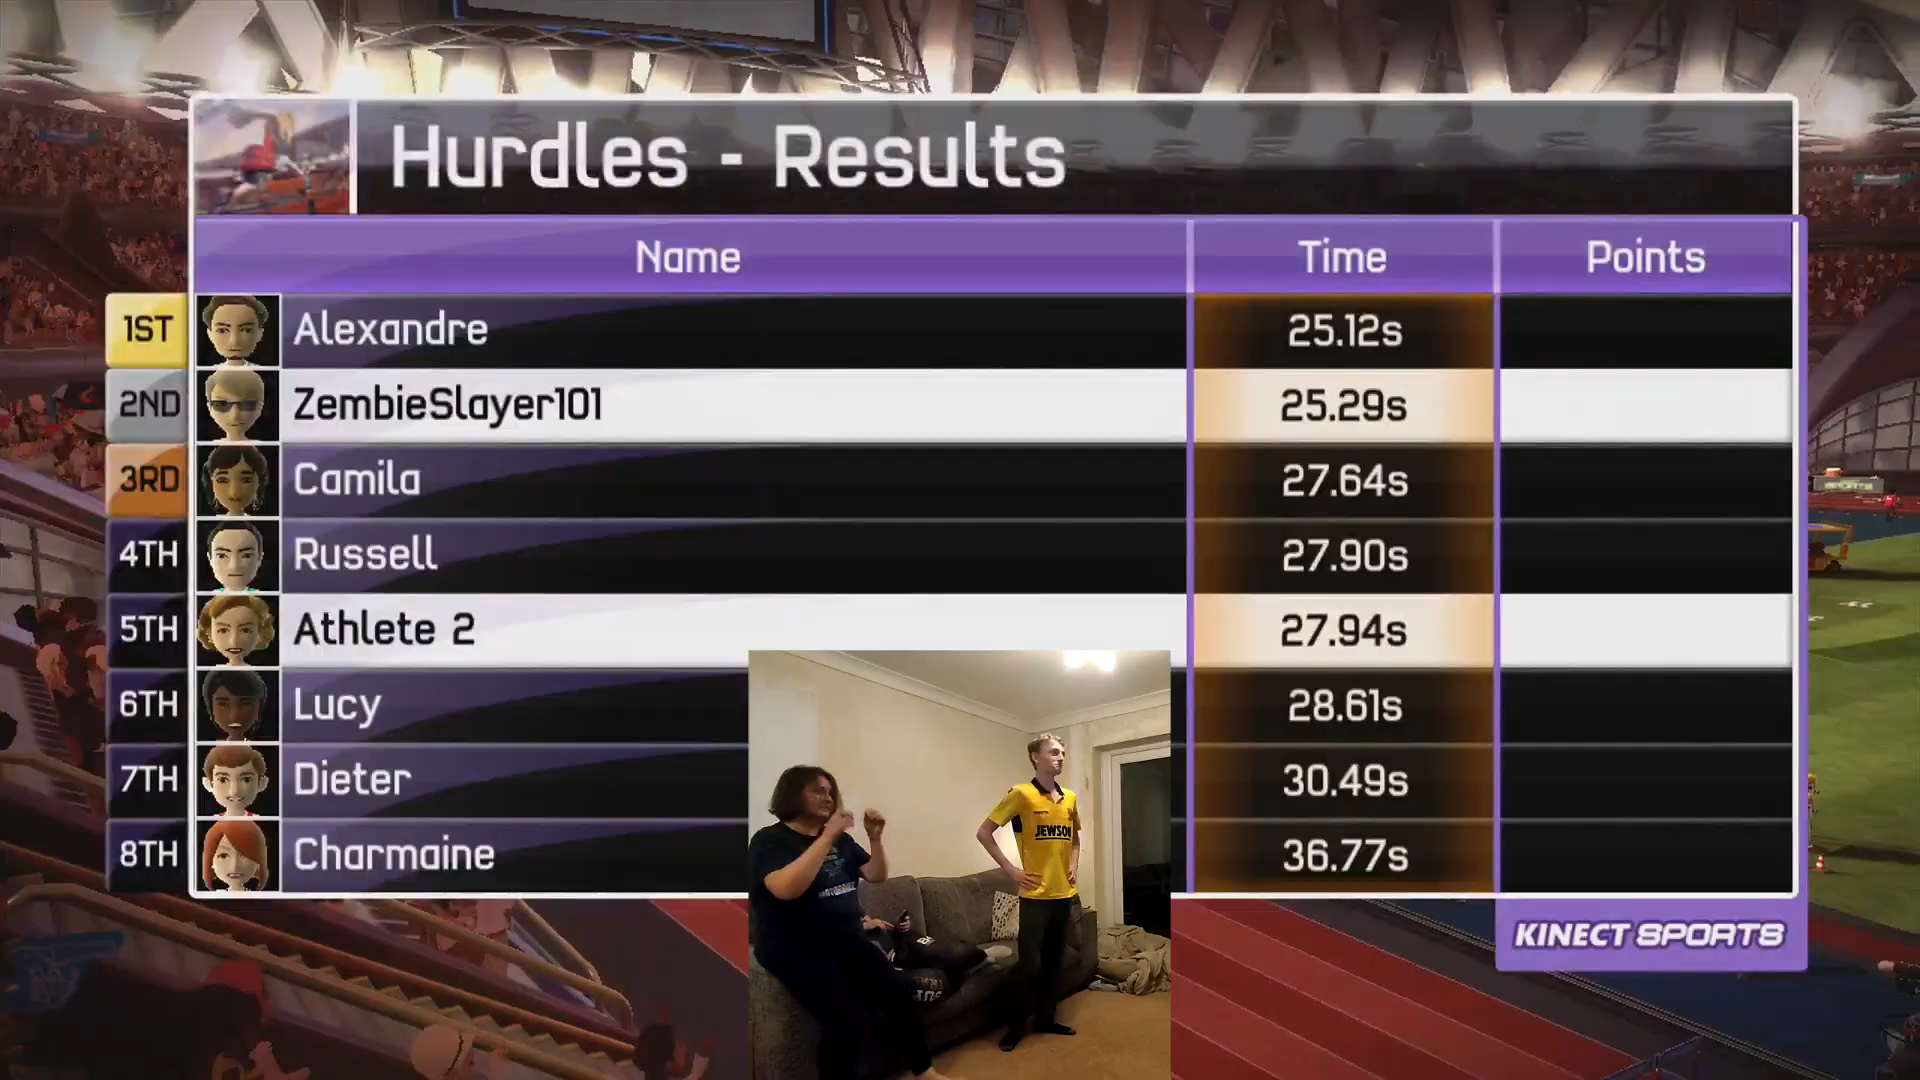 Hurdles - Results
Name Time Points
1ST Alexandre 25.12s
2ND ZembieSlayer101 25.29s
3RD Camila 27.64s
4TH Russell 27.90s
5TH Athlete 2 27.94s
6TH Lucy 28.61s
7TH Dieter 30.49s
8TH Charmaine 36.77s
JEWSON
KINECT SPORTS